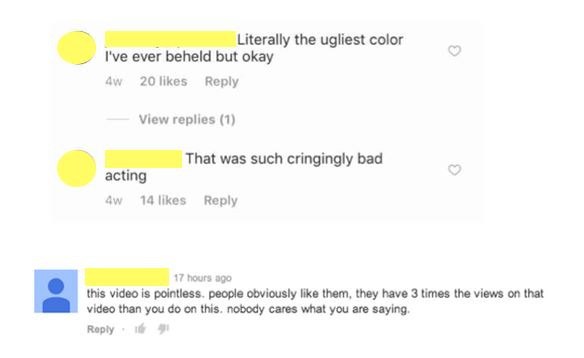 Literally the ugliest color
I've ever beheld but okay
4w 20 likes Reply
View replies (1)
That was such cringingly bad
acting
4w 14 likes Reply
17 hours ago
this video is pointless. people obviously like them, they have 3 times the views on that
video than you do on this. nobody cares what you are saying.
Reply ·